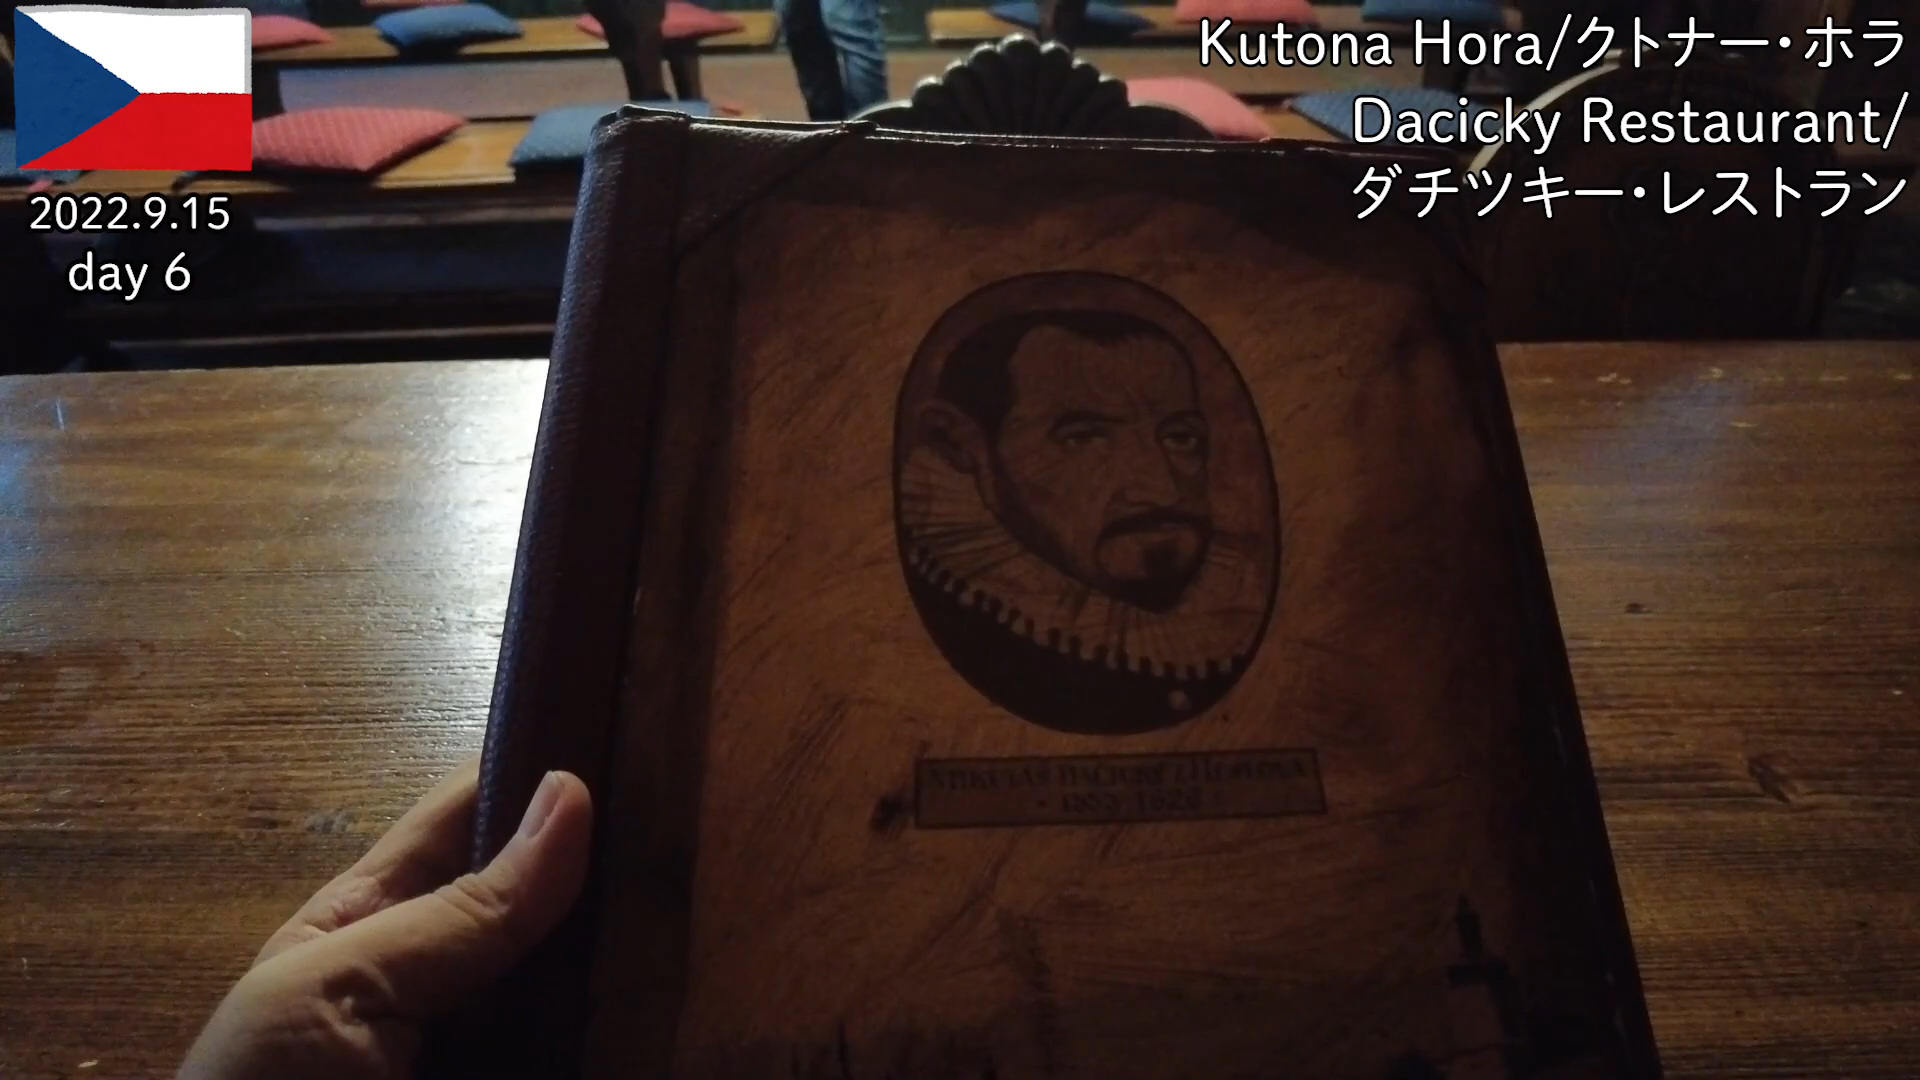 Kutona Hora/クトナー・ホラ
Dacicky Restaurant/
ダチツキー・レストラン
2022.9.15
day 6